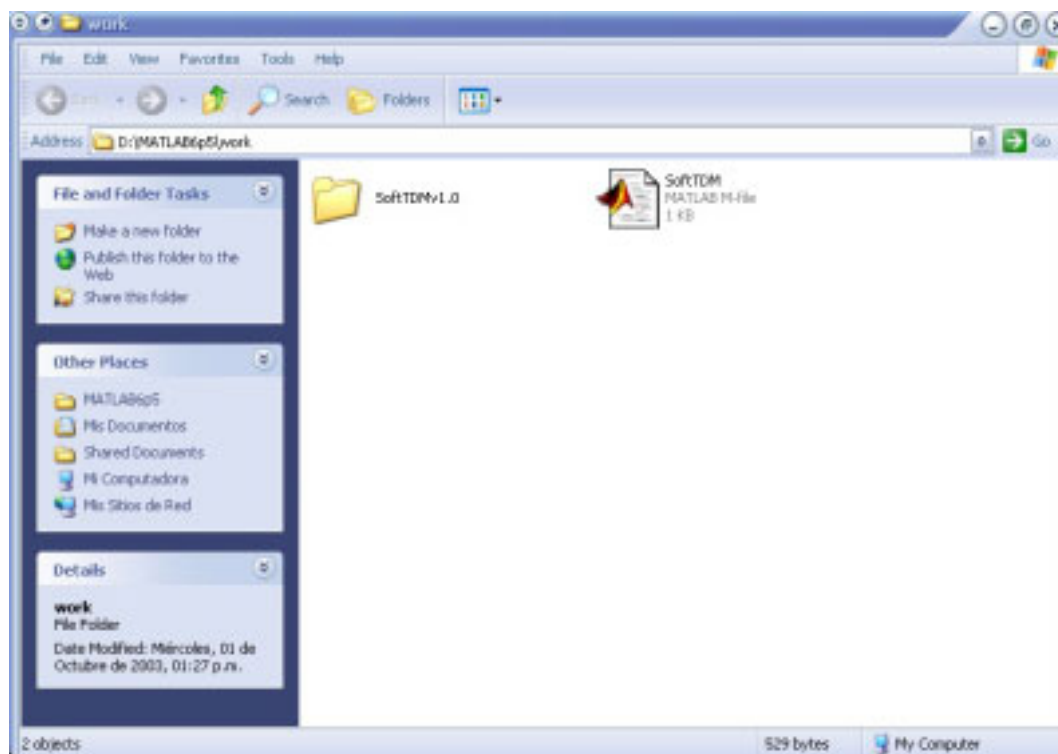 work
File Edit View Favorites Tools Help
Back Search Folders
Address D:\MATLAB6p5\work Go
File and Folder Tasks
Make a new folder
Publish this folder to the
Web
Share this folder
Other Places
MATLAB6p5
Mis Documentos
Shared Documents
Mi Computadora
Mis Sitios de Red
Details
work
File Folder
Date Modified: Miércoles, 01 de
Octubre de 2003, 01:27 p.m.
SoftTDMv1.0
SoftTDM
MATLAB M-file
1 KB
2 objects
529 bytes
My Computer